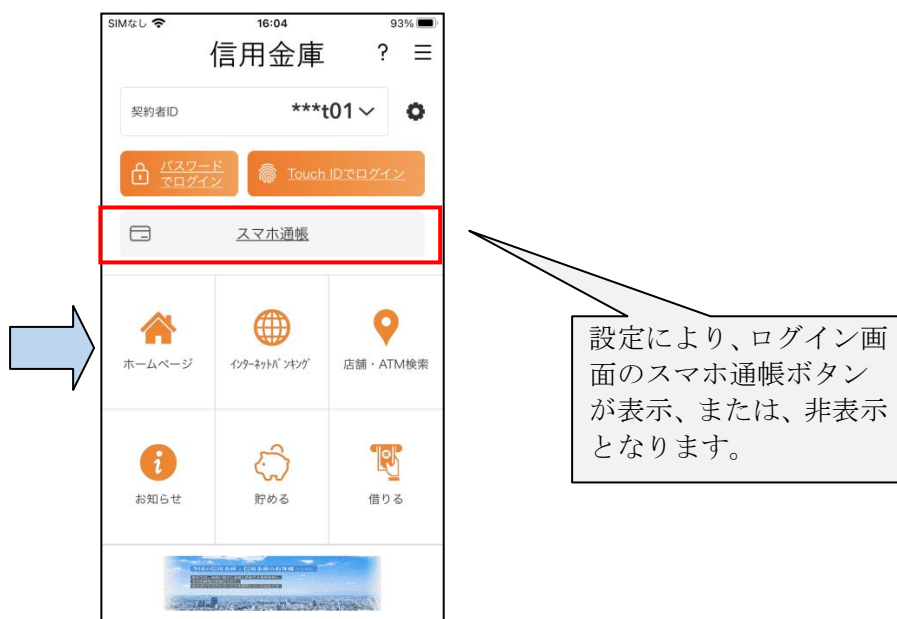 SIMなし 16:04 93%
信用金庫 ?
契約者ID ***t01
パスワード
でログイン
Touch IDでログイン
スマホ通帳
ホームページ インターネットバンキング 店舗・ATM検索
お知らせ 貯める 借りる
設定により、ログイン画
面のスマホ通帳ボタン
が表示、または、非表示
となります。